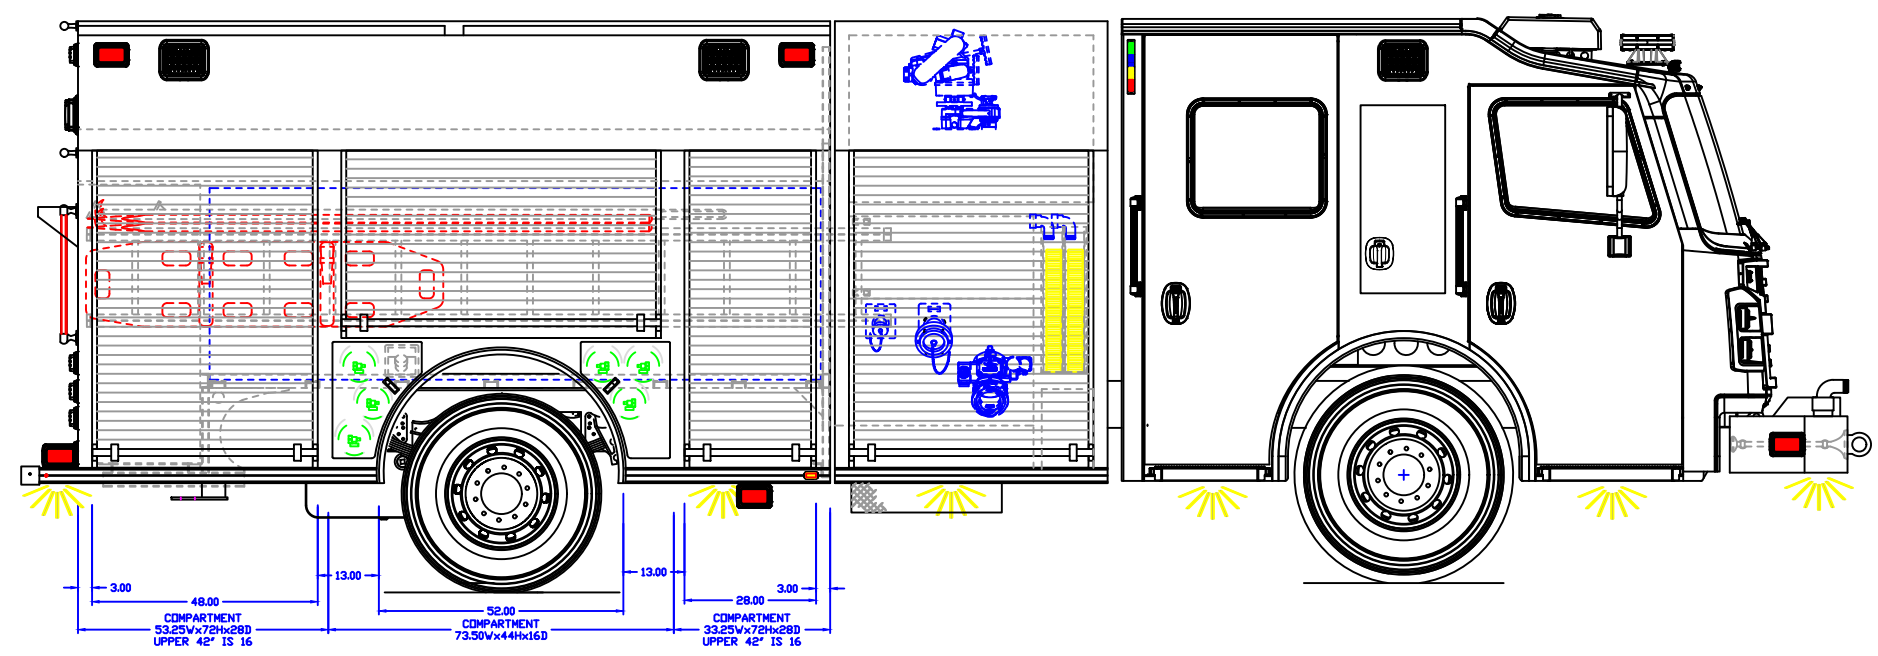 3.00
48.00
13.00
52.00
13.00
28.00
3.00
COMPARTMENT
53.25Wx72Hx28D
UPPER 42" IS 16
COMPARTMENT
73.50Wx44Hx16D
COMPARTMENT
33.25Wx72Hx28D
UPPER 42" IS 16